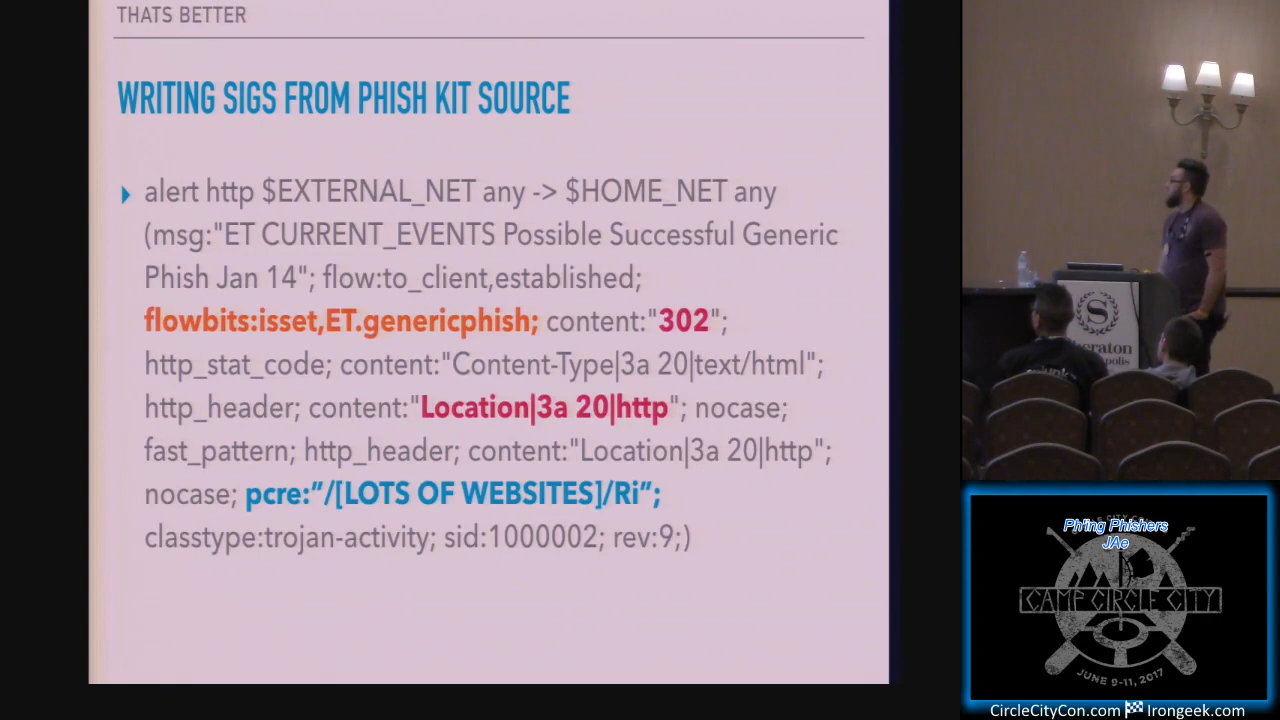 THATS BETTER
WRITING SIGS FROM PHISH KIT SOURCE
alert http $EXTERNAL_NET any -> $HOME_NET any
(msg:"ET CURRENT_EVENTS Possible Successful Generic
Phish Jan 14"; flow:to_client,established;
flowbits:isset,ET.genericphish; content:"302";
http_stat_code; content:"Content-Type|3a 20|text/html";
http_header; content:"Location|3a 20|http"; nocase;
fast_pattern; http_header; content:"Location|3a 20|http";
nocase; pcre:”/[LOTS OF WEBSITES]/Ri”;
classtype:trojan-activity; sid:1000002; rev:9;)
S
Ph'ing Phishers
JAe
CAMP CIRCLE CITY
JUNE 9-11, 2017
CircleCityCon.com Irongeek.com